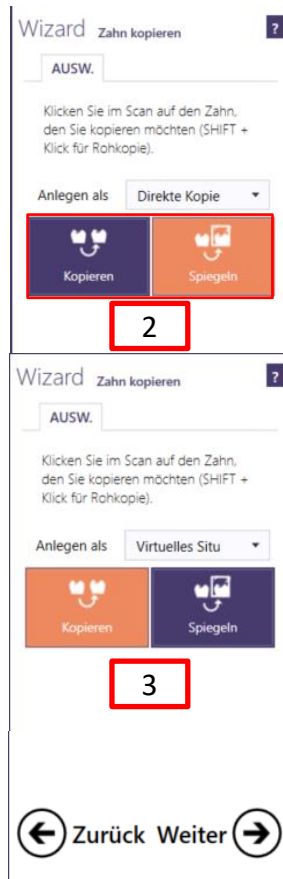 Wizard Zahn kopieren ?
AUSW.
Klicken Sie im Scan auf den Zahn,
den Sie kopieren möchten (SHIFT +
Klick für Rohkopie).
Anlegen als Direkte Kopie
Kopieren Spiegeln
2
Wizard Zahn kopieren ?
AUSW.
Klicken Sie im Scan auf den Zahn,
den Sie kopieren möchten (SHIFT +
Klick für Rohkopie).
Anlegen als Virtuelles Situ
Kopieren Spiegeln
3
Zurück Weiter